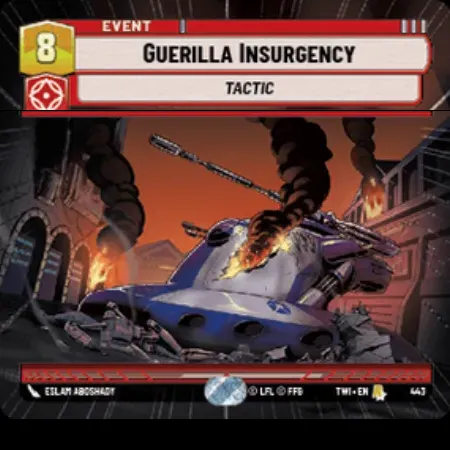 EVENT
8
GUERILLA INSURGENCY
TACTIC
ESLAM ABOSHADY
© LFL © FFG
TWI • EN
443